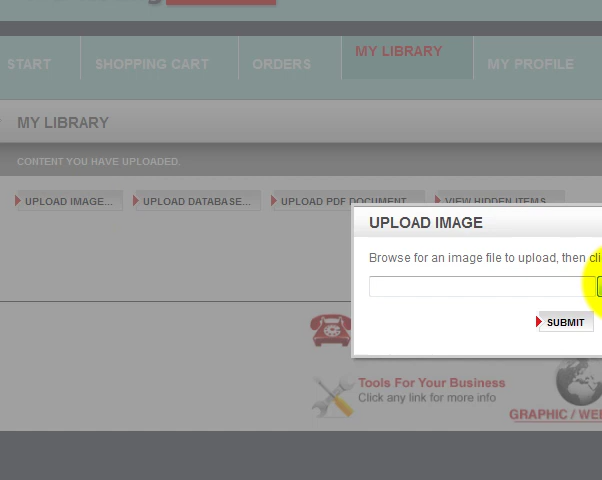 START
SHOPPING CART
ORDERS
MY LIBRARY
MY PROFILE
MY LIBRARY
CONTENT YOU HAVE UPLOADED.
UPLOAD IMAGE...
UPLOAD DATABASE...
UPLOAD PDF DOCUMENT...
VIEW HIDDEN ITEMS...
UPLOAD IMAGE
Browse for an image file to upload, then
SUBMIT
Tools For Your Business
Click any link for more info
GRAPHIC /